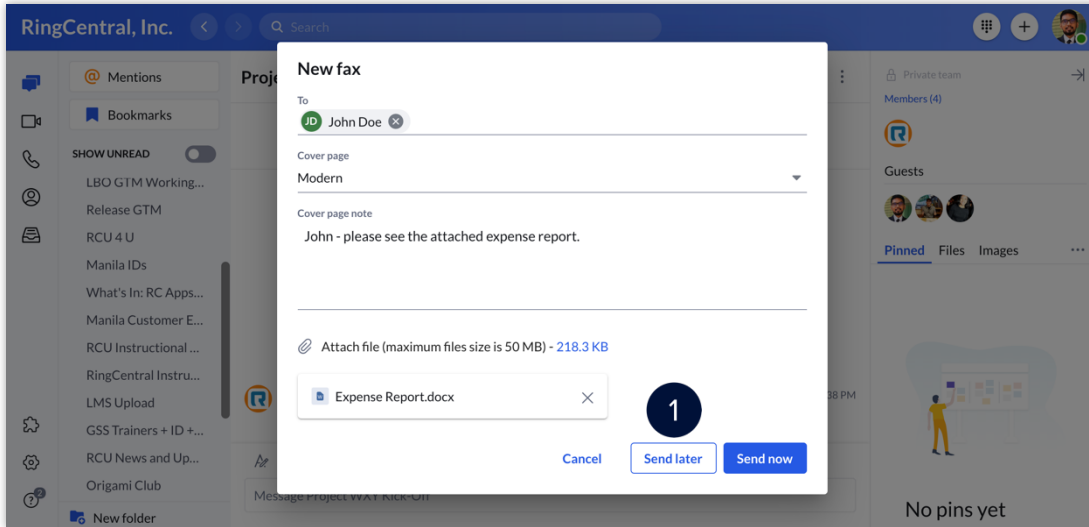 RingCentral, Inc.
Search
Mentions
Bookmarks
SHOW UNREAD
LBO GTM Working...
Release GTM
RCU 4 U
Manila IDs
What's In: RC Apps...
Manila Customer E...
RCU Instructional ...
RingCentral Instru...
LMS Upload
GSS Trainers + ID +...
RCU News and Up...
Origami Club
New folder
2
Proje
New fax
To
JD John Doe
Cover page
Modern
Cover page note
John - please see the attached expense report.
Attach file (maximum files size is 50 MB) - 218.3 KB
Expense Report.docx
1
Cancel Send later Send now
38 PM
Message Project WXY Kick-Off
Private team
Members (4)
Guests
Pinned Files Images
No pins yet